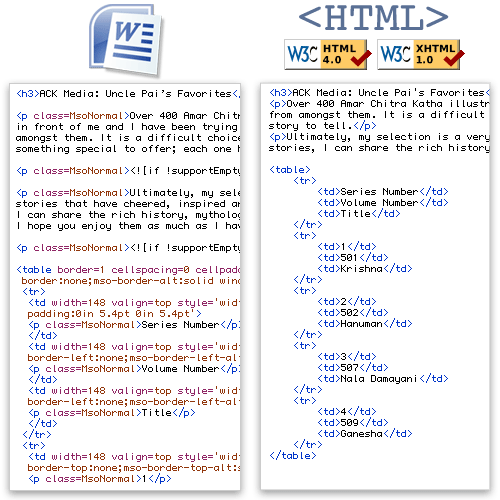 W
<HTML>
W3C HTML 4.0
W3C XHTML 1.0
<h3>ACK Media: Uncle Pai's Favorites<
<p class=MsoNormal>Over 400 Amar Chitr
in front of me and I have been trying
amongst them. It is a difficult choice
something special to offer; each one h
<p class=MsoNormal><![if !supportEmpty
<p class=MsoNormal>Ultimately, my sele
stories that have cheered, inspired an
I can share the rich history, mytholog
I hope you enjoy them as much as I hav
<p class=MsoNormal><![if !supportEmpty
<table border=1 cellspacing=0 cellpadd
border:none;mso-border-alt:solid wind
<tr>
<td width=148 valign=top style='wid
padding:0in 5.4pt 0in 5.4pt'>
<p class=MsoNormal>Series Number</p>
</td>
<td width=148 valign=top style='wid
border-left:none;mso-border-left-alt
<p class=MsoNormal>Volume Number</p>
</td>
<td width=148 valign=top style='wid
border-left:none;mso-border-left-alt
<p class=MsoNormal>Title</p>
</td>
</tr>
<tr>
<td width=148 valign=top style='wid
border-top:none;mso-border-top-alt:s
<p class=MsoNormal>1</p>
<h3>ACK Media: Uncle Pai's Favorites<
<p>Over 400 Amar Chitra Katha illustr
from amongst them. It is a difficult
story to tell.</p>
<p>Ultimately, my selection is a very
stories, I can share the rich history
<table>
<tr>
<td>Series Number</td>
<td>Volume Number</td>
<td>Title</td>
</tr>
<tr>
<td>1</td>
<td>501</td>
<td>Krishna</td>
</tr>
<tr>
<td>2</td>
<td>502</td>
<td>Hanuman</td>
</tr>
<tr>
<td>3</td>
<td>507</td>
<td>Nala Damayani</td>
</tr>
<tr>
<td>4</td>
<td>509</td>
<td>Ganesha</td>
<tr>
</table>